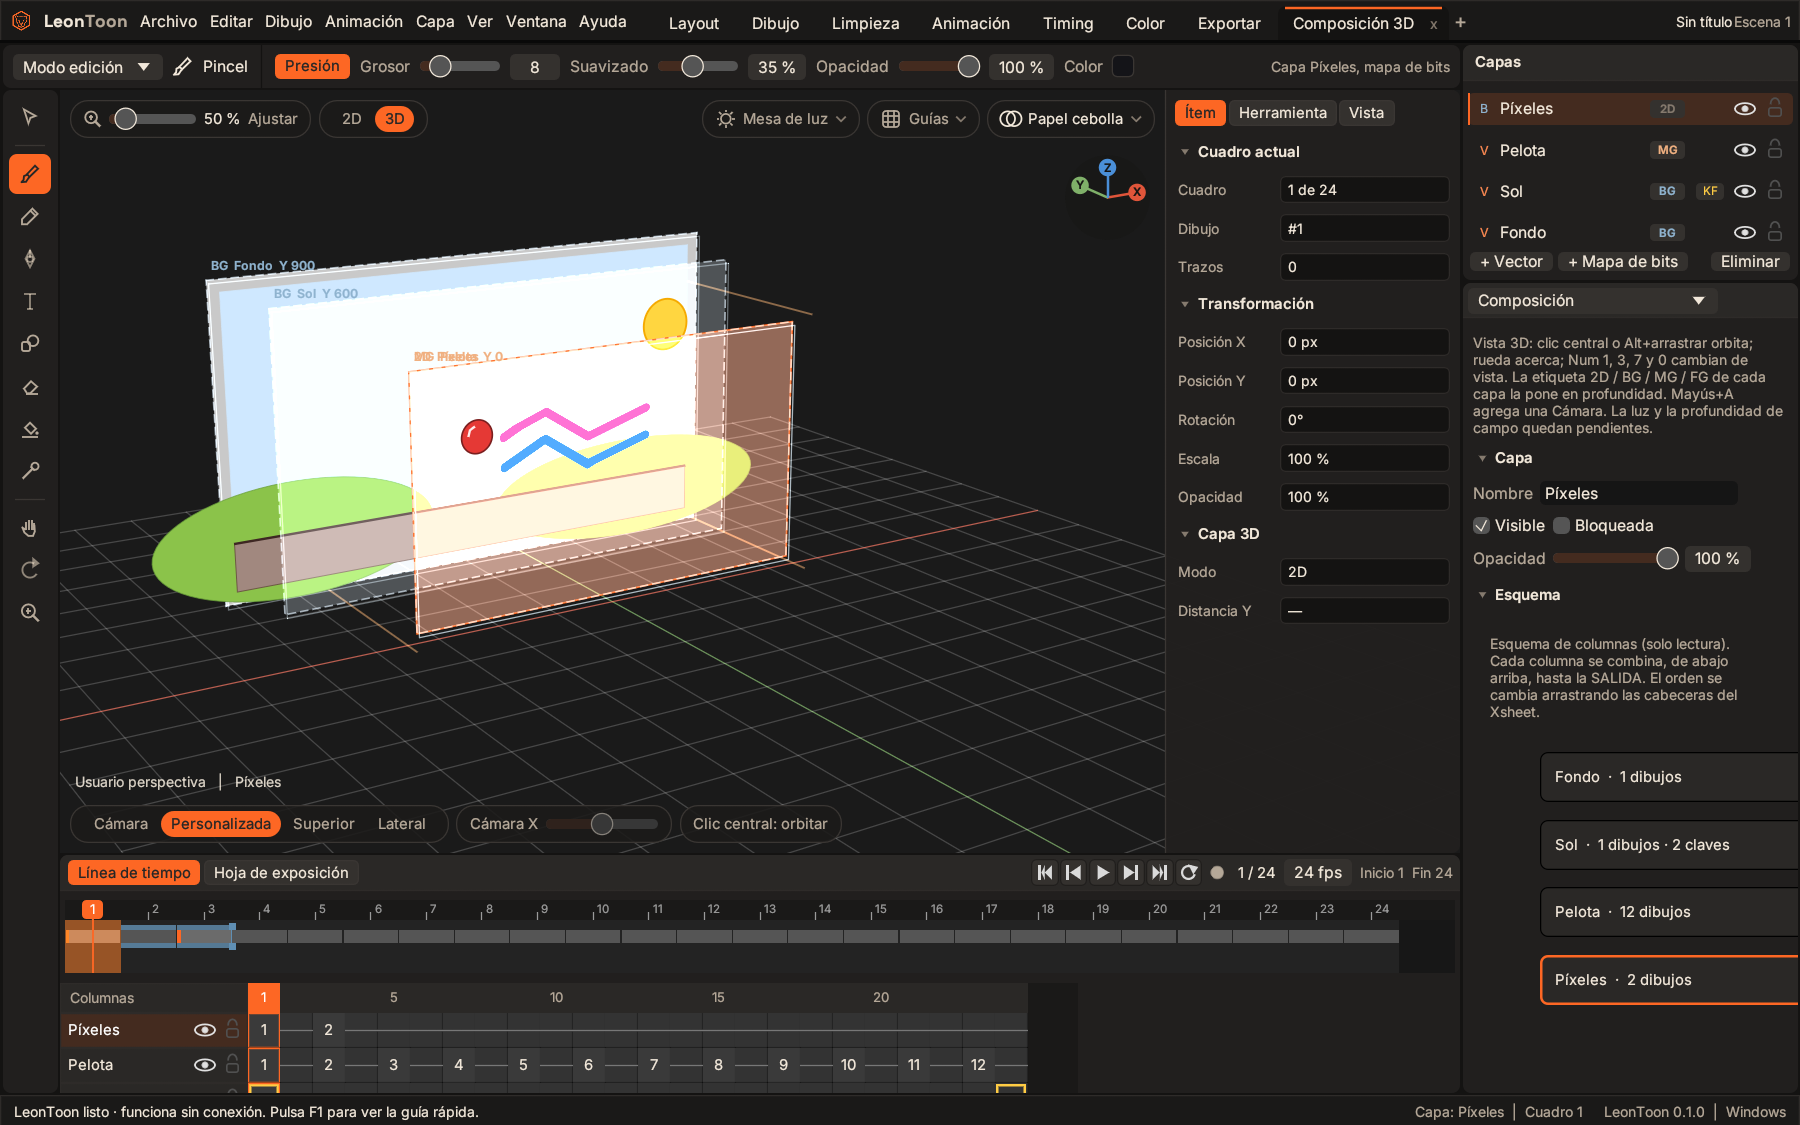 LeonToon Archivo Editar Dibujo Animación Capa Ver Ventana Ayuda Layout Dibujo Limpieza Animación Timing Color Exportar Composición 3D x + Sin título Escena 1
Modo edición Pincel Presión Grosor 8 Suavizado 35 % Opacidad 100 % Color Capa Píxeles, mapa de bits
50 % Ajustar 2D 3D Mesa de luz Guías Papel cebolla
Z
Y
X
BG Fondo Y 900
BG Sol Y 600
Y 0
Usuario perspectiva | Píxeles
Cámara Personalizada Superior Lateral Cámara X Clic central: orbitar
Ítem Herramienta Vista
Cuadro actual
Cuadro 1 de 24
Dibujo #1
Trazos 0
Transformación
Posición X 0 px
Posición Y 0 px
Rotación 0°
Escala 100 %
Opacidad 100 %
Capa 3D
Modo 2D
Distancia Y —
Capas
B Píxeles 2D
V Pelota MG
V Sol BG KF
V Fondo BG
+ Vector + Mapa de bits Eliminar
Composición
Vista 3D: clic central o Alt+arrastrar orbita;
rueda acerca; Num 1, 3, 7 y 0 cambian de
vista. La etiqueta 2D / BG / MG / FG de cada
capa la pone en profundidad. Mayús+A
agrega una Cámara. La luz y la profundidad de
campo quedan pendientes.
Capa
Nombre Píxeles
Visible Bloqueada
Opacidad 100 %
Esquema
Esquema de columnas (solo lectura).
Cada columna se combina, de abajo
arriba, hasta la SALIDA. El orden se
cambia arrastrando las cabeceras del
Xsheet.
Fondo · 1 dibujos
Sol · 1 dibujos · 2 claves
Pelota · 12 dibujos
Píxeles · 2 dibujos
Línea de tiempo Hoja de exposición 1 / 24 24 fps Inicio 1 Fin 24
1 2 3 4 5 6 7 8 9 10 11 12 13 14 15 16 17 18 19 20 21 22 23 24
Columnas 1 5 10 15 20
Píxeles 1 2
Pelota 1 2 3 4 5 6 7 8 9 10 11 12
LeonToon listo · funciona sin conexión. Pulsa F1 para ver la guía rápida. Capa: Píxeles | Cuadro 1 LeonToon 0.1.0 | Windows